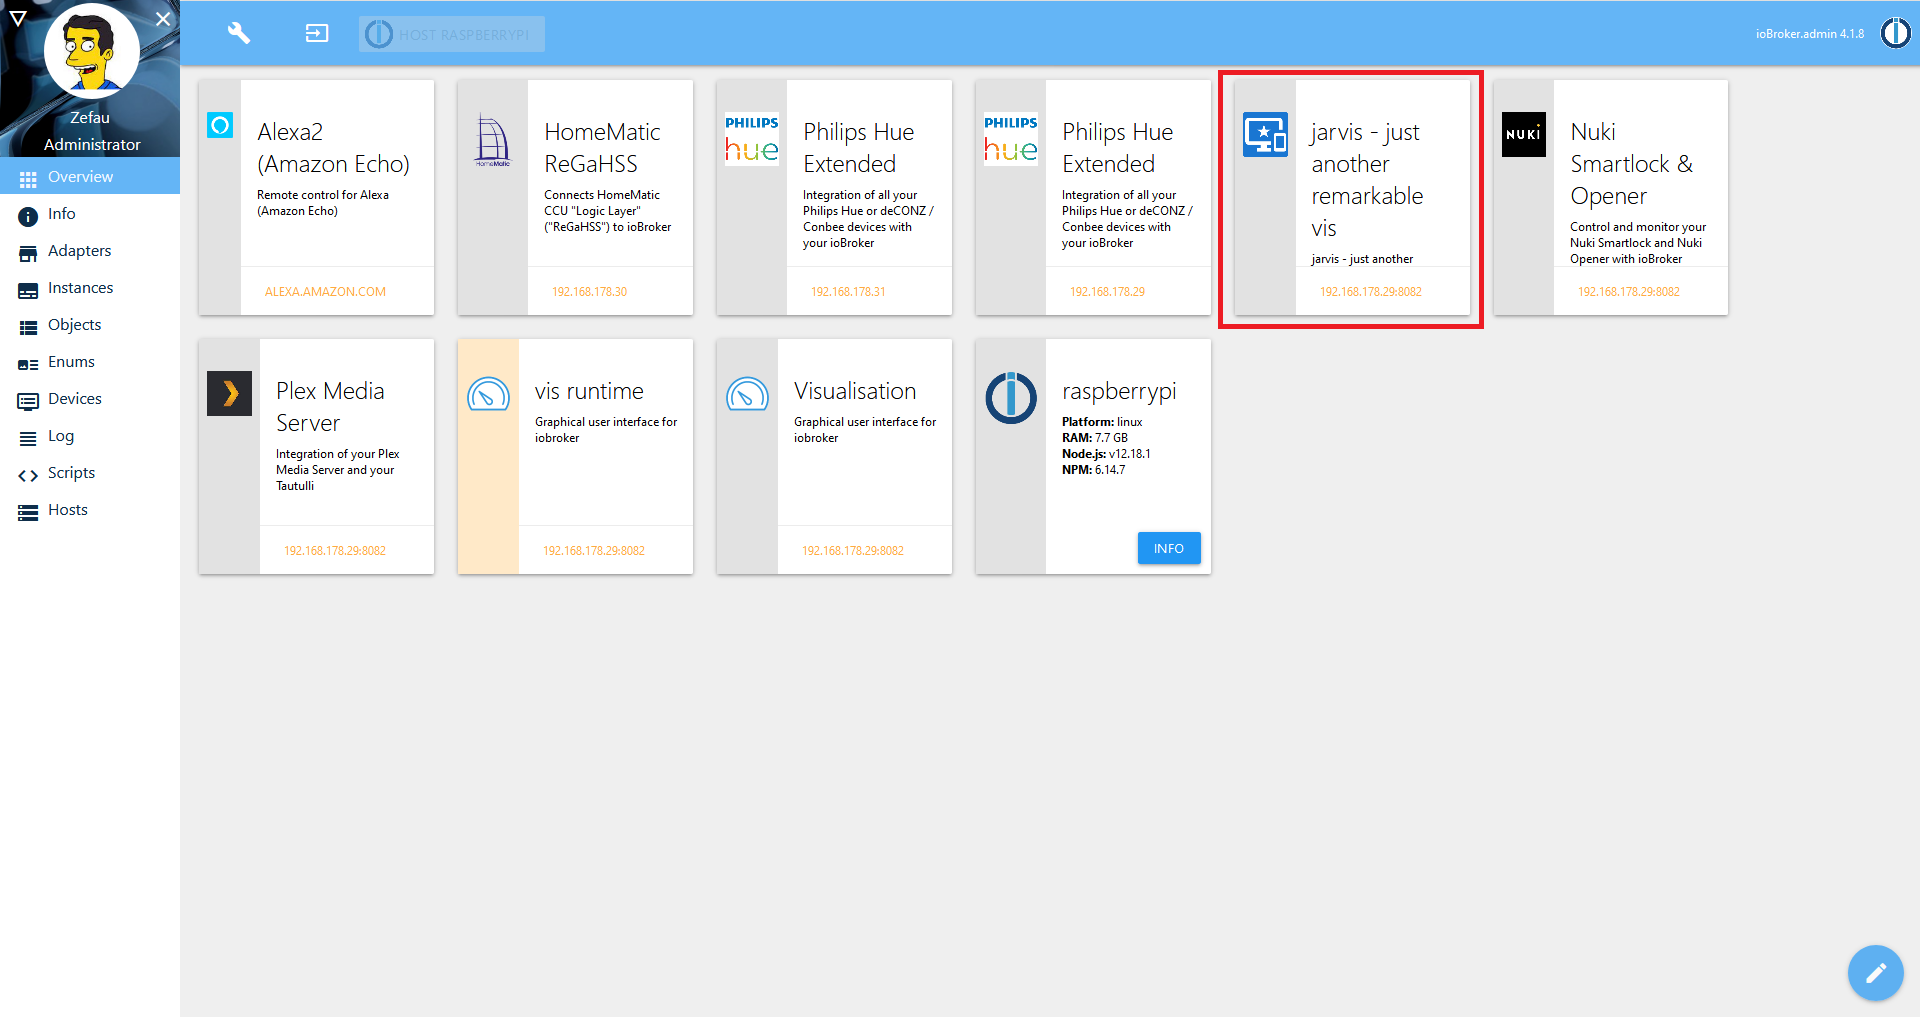 Zefau
Administrator
Overview
Info
Adapters
Instances
Objects
Enums
Devices
Log
Scripts
Hosts
HOST RASPBERRYPI
ioBroker.admin 4.1.8
Alexa2
(Amazon Echo)
Remote control for Alexa
(Amazon Echo)
ALEXA.AMAZON.COM
HomeMatic
HomeMatic
ReGaHSS
Connects HomeMatic
CCU "Logic Layer"
("ReGaHSS") to ioBroker
192.168.178.30
PHILIPS
hue
Philips Hue
Extended
Integration of all your
Philips Hue or deCONZ /
Conbee devices with
your ioBroker
192.168.178.31
PHILIPS
hue
Philips Hue
Extended
Integration of all your
Philips Hue or deCONZ /
Conbee devices with
your ioBroker
192.168.178.29
jarvis - just
another
remarkable
vis
jarvis - just another
192.168.178.29:8082
NUKI
Nuki
Smartlock &
Opener
Control and monitor your
Nuki Smartlock and Nuki
Opener with ioBroker
192.168.178.29:8082
Plex Media
Server
Integration of your Plex
Media Server and your
Tautulli
192.168.178.29:8082
vis runtime
Graphical user interface for
iobroker
192.168.178.29:8082
Visualisation
Graphical user interface for
iobroker
192.168.178.29:8082
raspberrypi
Platform: linux
RAM: 7.7 GB
Node.js: v12.18.1
NPM: 6.14.7
INFO